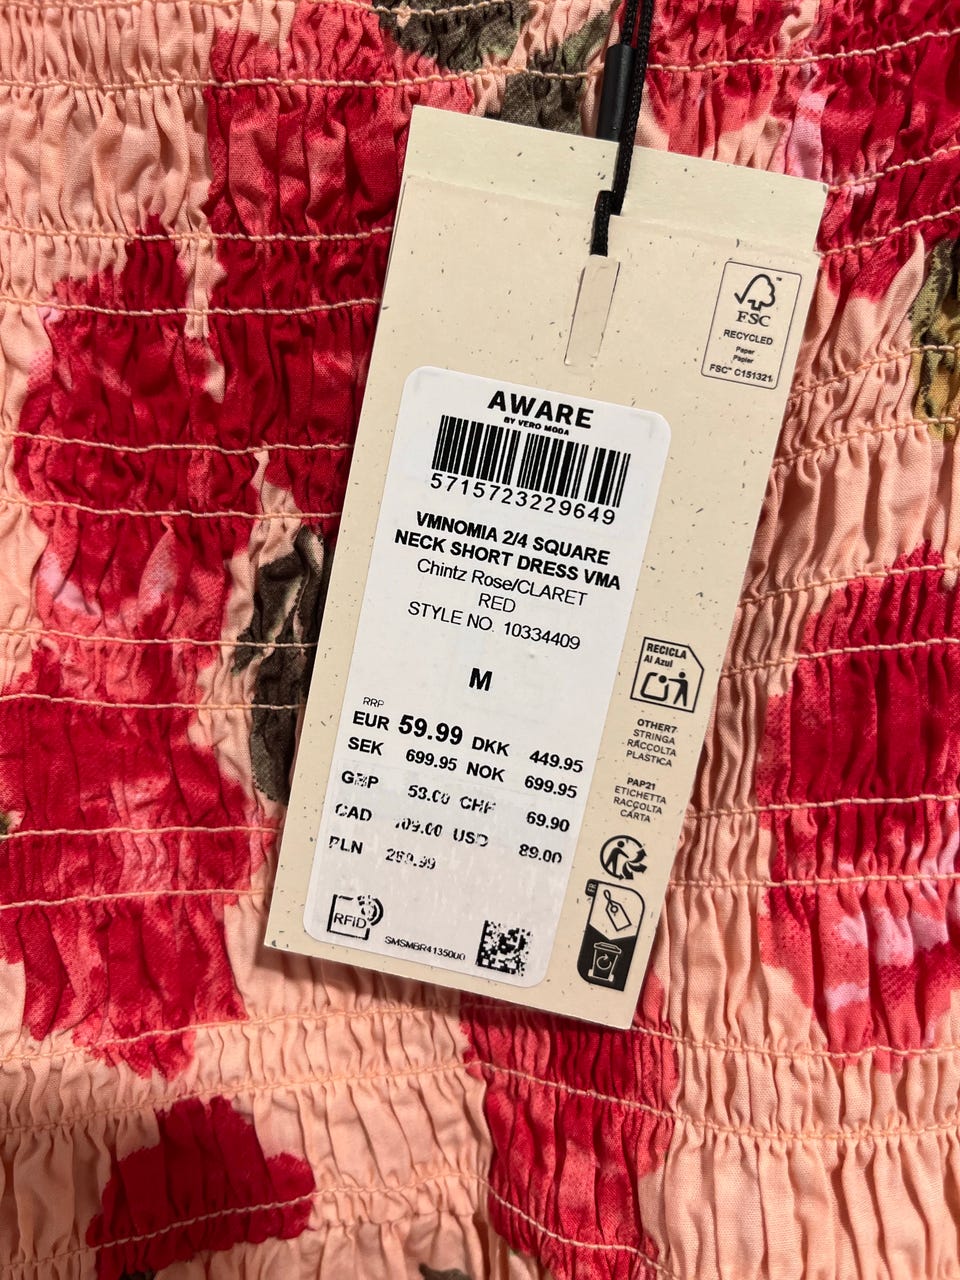 FSC™
RECYCLED
Paper
Papier
FSC™ C151321
AWARE
BY VERO MODA
5715723229649
VMNOMIA 2/4 SQUARE
NECK SHORT DRESS VMA
Chintz Rose/CLARET
RED
STYLE NO. 10334409
M
RRP
EUR 59.99 DKK 449.95
SEK 699.95 NOK 699.95
GBP 53.00 CHF 69.90
CAD 109.00 USD 89.00
PLN 269.99
RFID
RECICLA
Al Azul
OTHER7
STRINGA
RACCOLTA
PLASTICA
PAP21
ETICHETTA
RACCOLTA
CARTA
FR